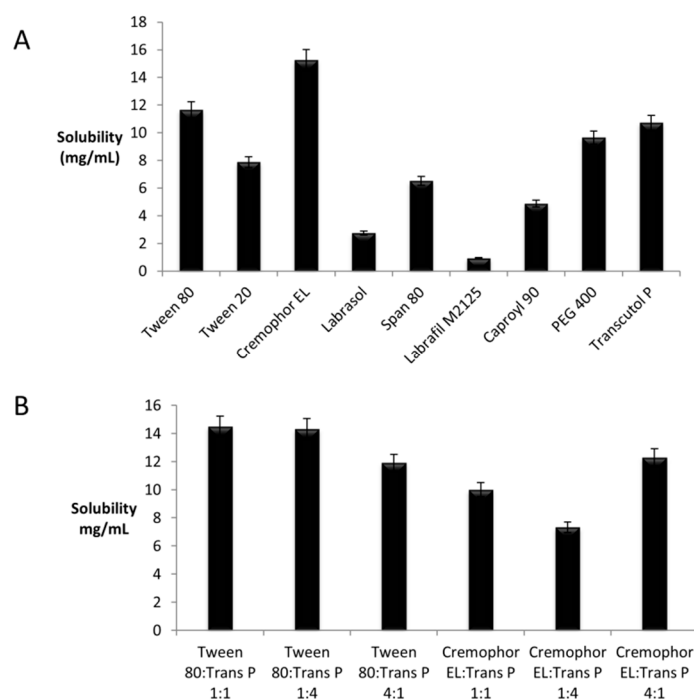 A
18
16
14
12
10
8
6
4
2
0
Solubility
(mg/mL)
Tween 80
Tween 20
Cremophor EL
Labrasol
Span 80
Labrafil M2125
Caproyl 90
PEG 400
Transcutol P
B
16
14
12
10
8
6
4
2
0
Solubility
mg/mL
Tween
80:Trans P
1:1
Tween
80:Trans P
1:4
Tween
80:Trans P
4:1
Cremophor
EL:Trans P
1:1
Cremophor
EL:Trans P
1:4
Cremophor
EL:Trans P
4:1